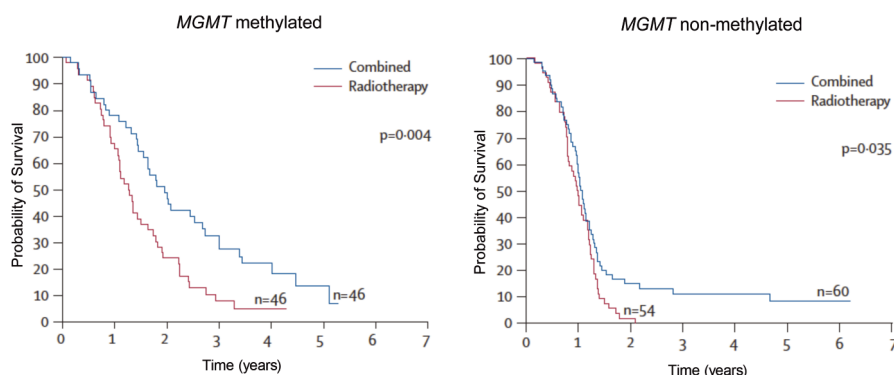 MGMT methylated
100
90
80
70
60
50
40
30
20
10
0
Probability of Survival
Combined
Radiotherapy
p=0·004
n=46
n=46
0 1 2 3 4 5 6 7
Time (years)
MGMT non-methylated
100
90
80
70
60
50
40
30
20
10
0
Probability of Survival
Combined
Radiotherapy
p=0·035
n=60
n=54
0 1 2 3 4 5 6 7
Time (years)